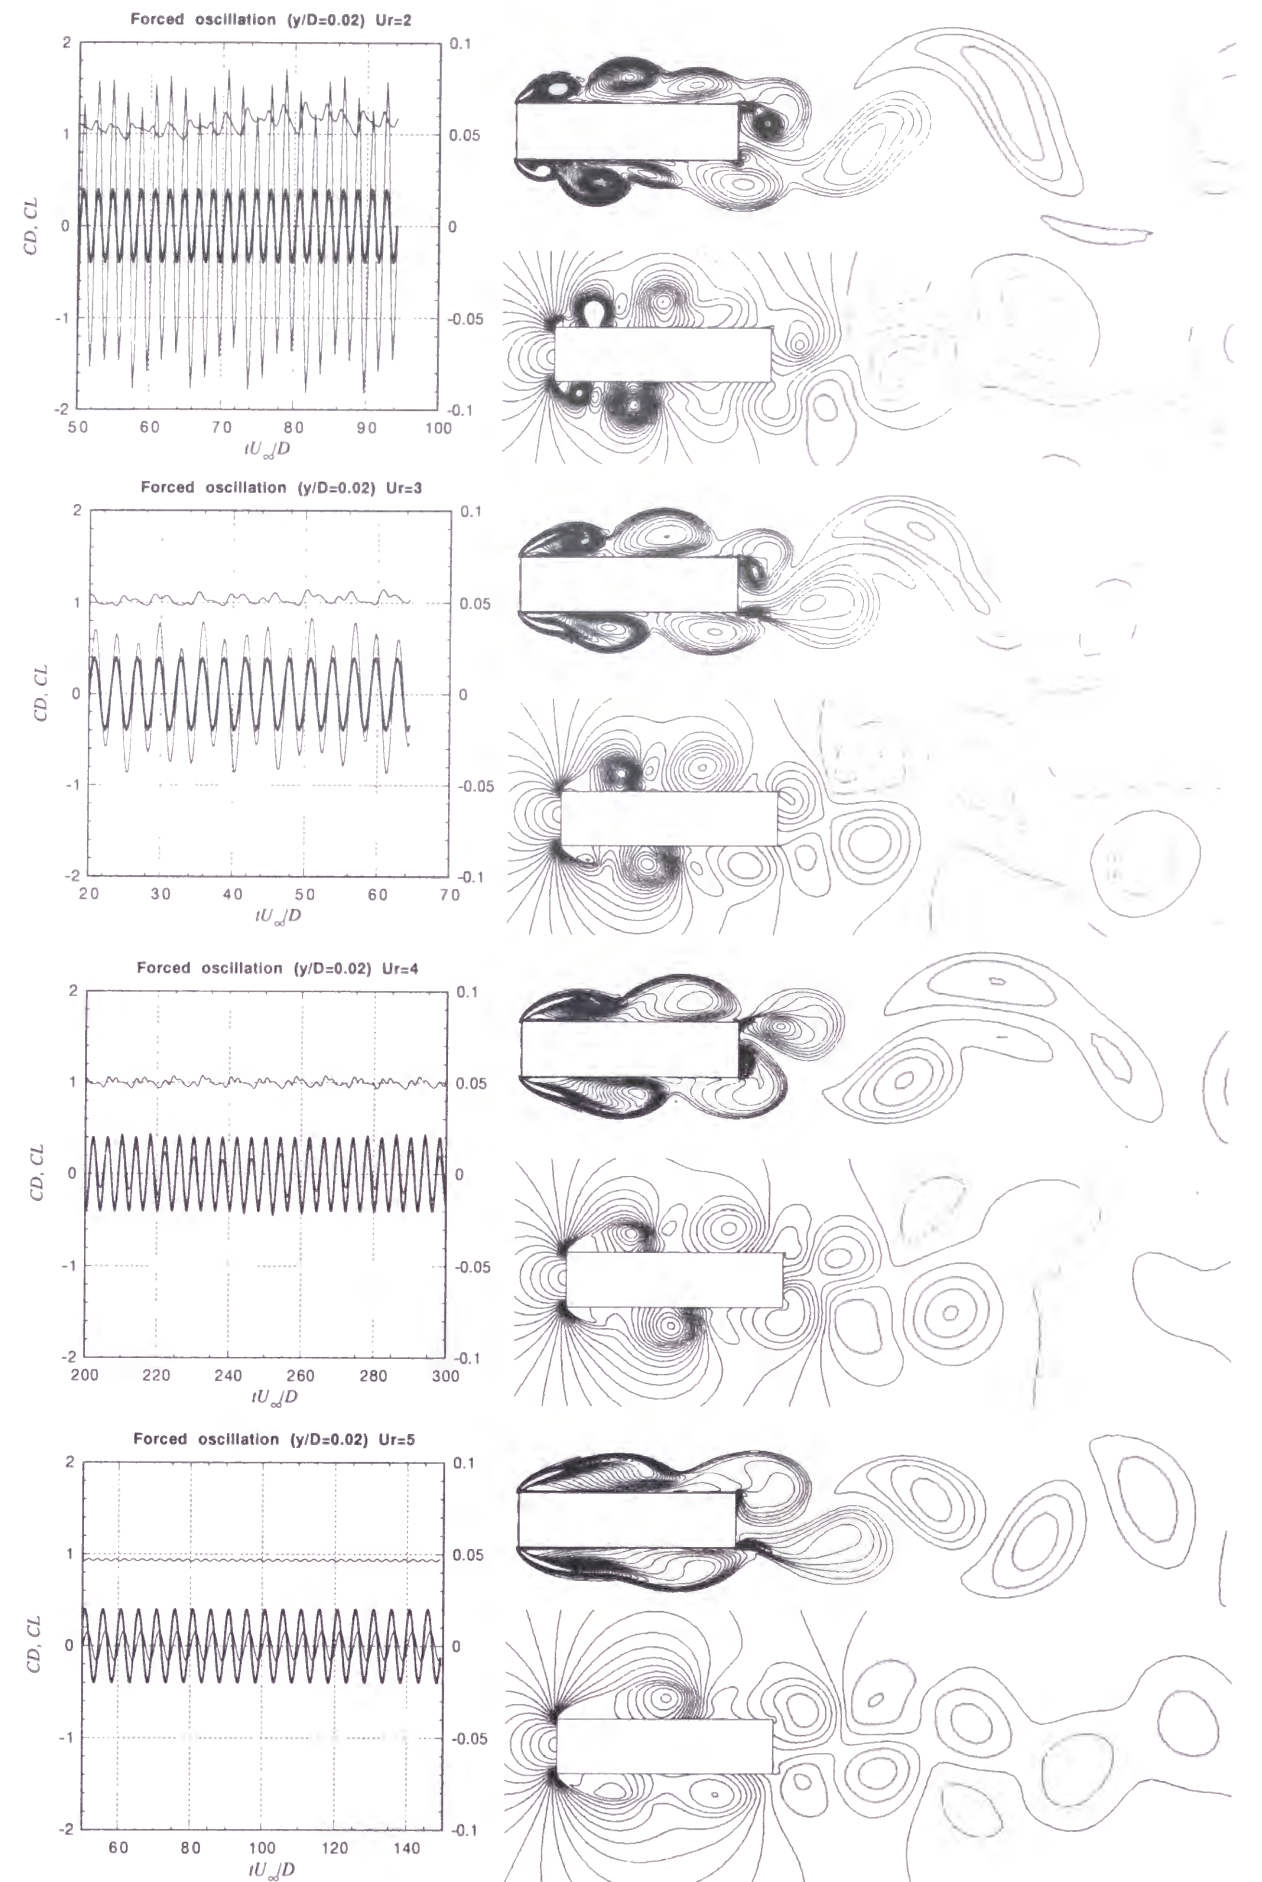 Forced oscillation (y/D=0.02) Ur=2
2
1
0
-1
-2
0.1
0.05
0
-0.05
-0.1
CD, CL
50 60 70 80 90 100
tU∞/D
Forced oscillation (y/D=0.02) Ur=3
2
1
0
-1
-2
0.1
0.05
0
-0.05
-0.1
CD, CL
20 30 40 50 60 70
tU∞/D
Forced oscillation (y/D=0.02) Ur=4
2
1
0
-1
-2
0.1
0.05
0
-0.05
-0.1
CD, CL
200 220 240 260 280 300
tU∞/D
Forced oscillation (y/D=0.02) Ur=5
2
1
0
-1
-2
0.1
0.05
0
-0.05
-0.1
CD, CL
60 80 100 120 140
tU∞/D